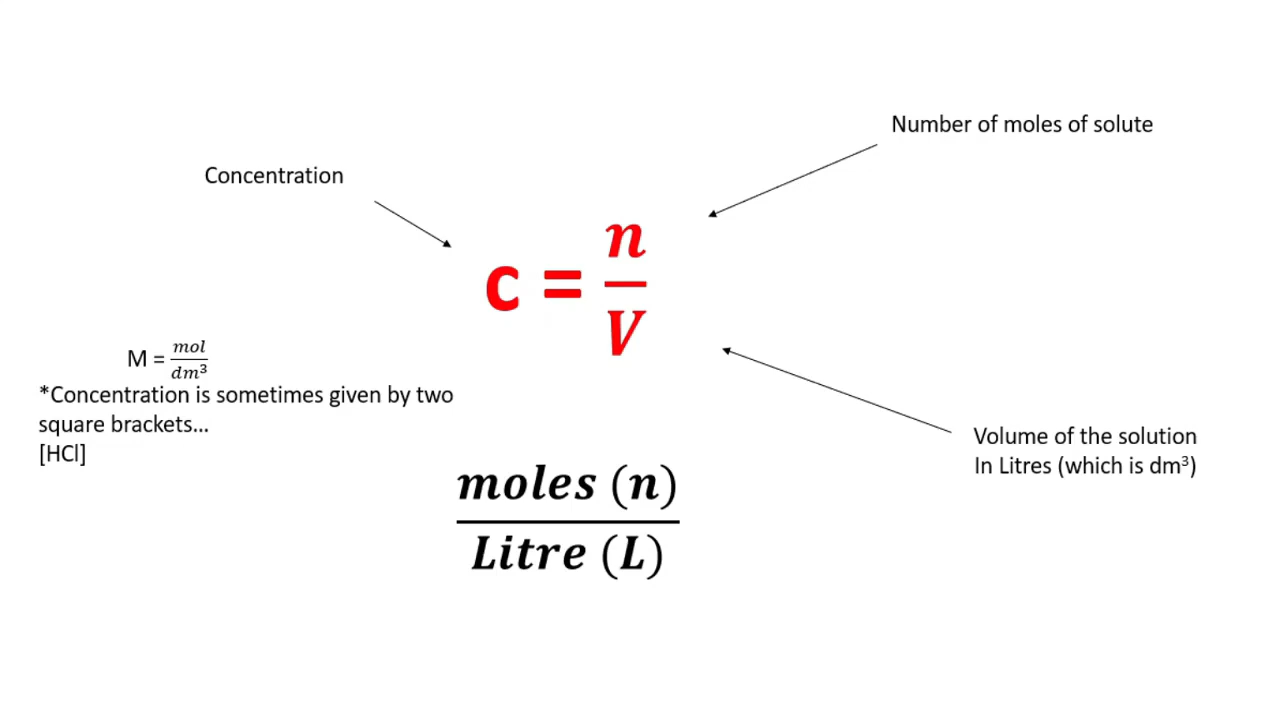 Number of moles of solute
Concentration
c = n/V
M = mol/dm³
*Concentration is sometimes given by two
square brackets...
[HCl]
Volume of the solution
In Litres (which is dm³)
moles (n)
Litre (L)